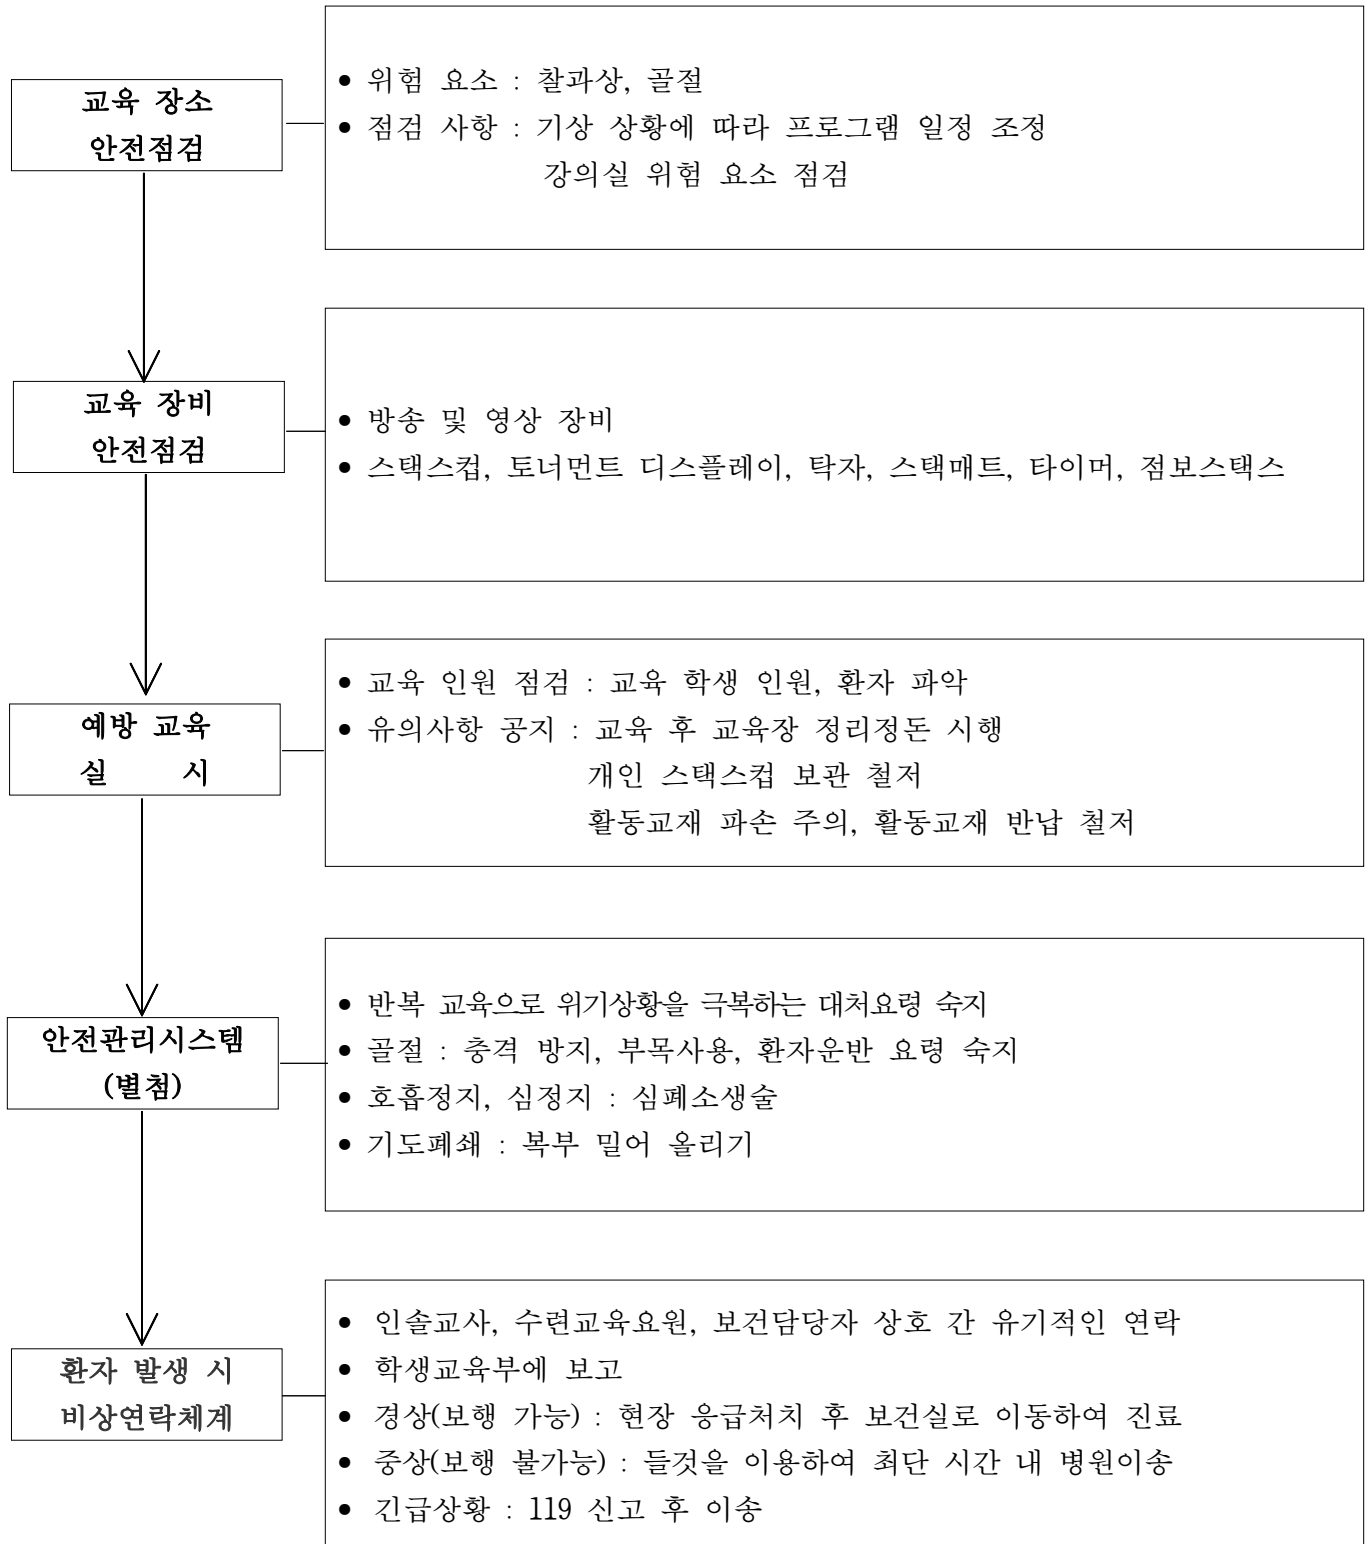 교육 장소
안전점검
• 위험 요소 : 찰과상, 골절
• 점검 사항 : 기상 상황에 따라 프로그램 일정 조정
강의실 위험 요소 점검
교육 장비
안전점검
• 방송 및 영상 장비
• 스택스컵, 토너먼트 디스플레이, 탁자, 스택매트, 타이머, 점보스택스
예방 교육
실 시
• 교육 인원 점검 : 교육 학생 인원, 환자 파악
• 유의사항 공지 : 교육 후 교육장 정리정돈 시행
개인 스택스컵 보관 철저
활동교재 파손 주의, 활동교재 반납 철저
안전관리시스템
(별첨)
• 반복 교육으로 위기상황을 극복하는 대처요령 숙지
• 골절 : 충격 방지, 부목사용, 환자운반 요령 숙지
• 호흡정지, 심정지 : 심폐소생술
• 기도폐쇄 : 복부 밀어 올리기
환자 발생 시
비상연락체계
• 인솔교사, 수련교육요원, 보건담당자 상호 간 유기적인 연락
• 학생교육부에 보고
• 경상(보행 가능) : 현장 응급처치 후 보건실로 이동하여 진료
• 중상(보행 불가능) : 들것을 이용하여 최단 시간 내 병원이송
• 긴급상황 : 119 신고 후 이송